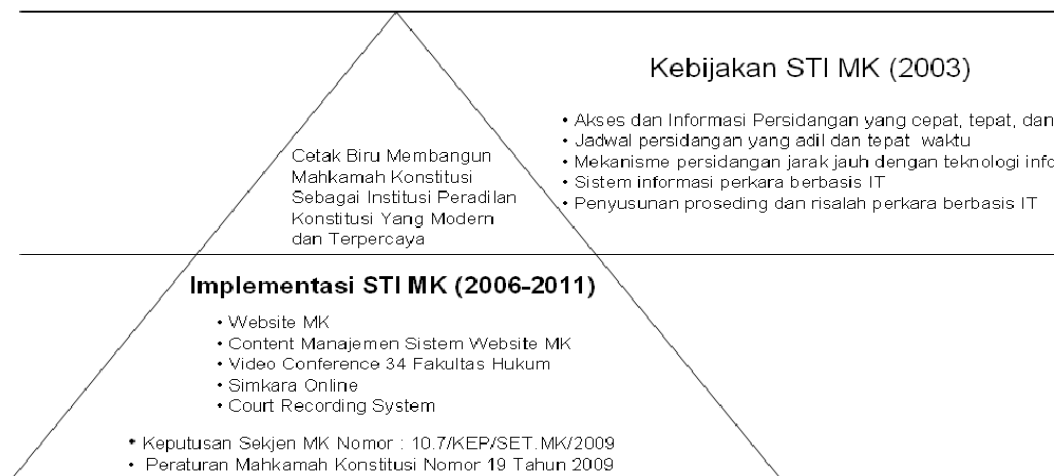 Kebijakan STI MK (2003)
• Akses dan Informasi Persidangan yang cepat, tepat, dan
• Jadwal persidangan yang adil dan tepat waktu
• Mekanisme persidangan jarak jauh dengan teknologi info
• Sistem informasi perkara berbasis IT
• Penyusunan proseding dan risalah perkara berbasis IT
Cetak Biru Membangun
Mahkamah Konstitusi
Sebagai Institusi Peradilan
Konstitusi Yang Modern
dan Terpercaya
Implementasi STI MK (2006-2011)
• Website MK
• Content Manajemen Sistem Website MK
• Video Conference 34 Fakultas Hukum
• Simkara Online
• Court Recording System
• Keputusan Sekjen MK Nomor : 10.7/KEP/SET.MK/2009
• Peraturan Mahkamah Konstitusi Nomor 19 Tahun 2009